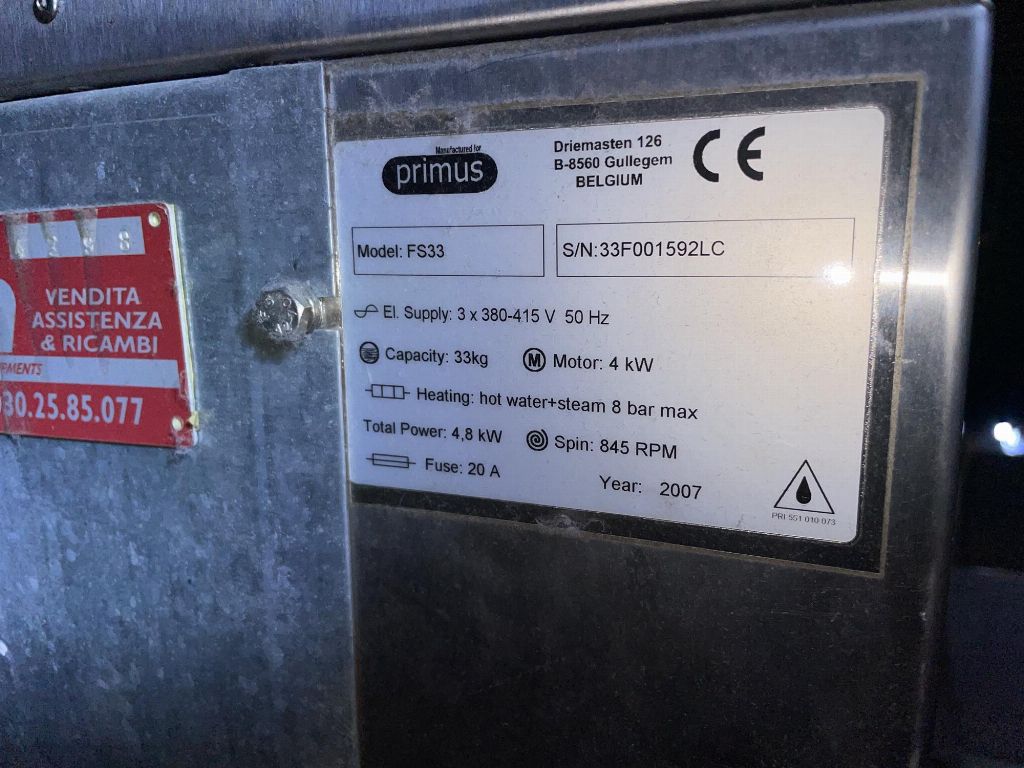 Manufactured for
primus
Driemasten 126
B-8560 Gullegem
BELGIUM
CE
Model: FS33
S/N:33F001592LC
El. Supply: 3 x 380-415 V 50 Hz
Capacity: 33kg
M Motor: 4 kW
Heating: hot water+steam 8 bar max
Total Power: 4,8 kW
Spin: 845 RPM
Fuse: 20 A
Year: 2007
PRI 551 010 073
VENDITA
ASSISTENZA
& RICAMBI
30.25.85.077